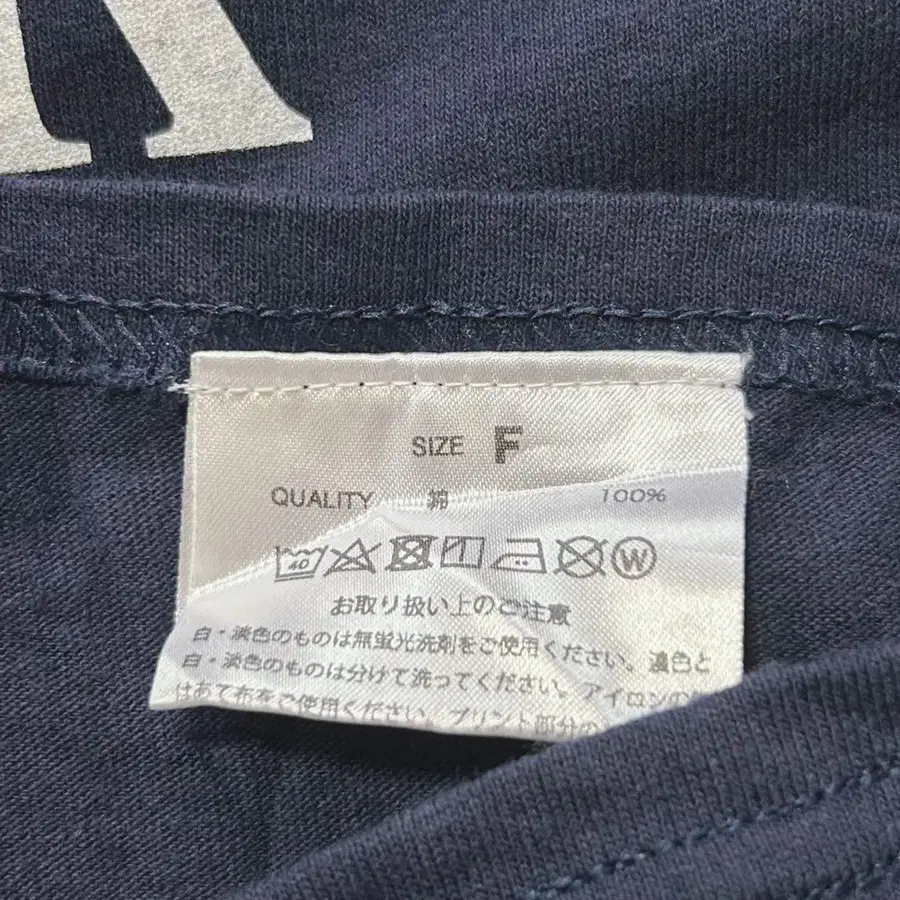 R
SIZE F
QUALITY 綿 100%
40 W
お取り扱い上のご注意
白・淡色のものは無蛍光洗剤をご使用ください。濃色と
白・淡色のものは分けて洗ってください。アイロンの
はあて布をご使用ください。プリント部分の